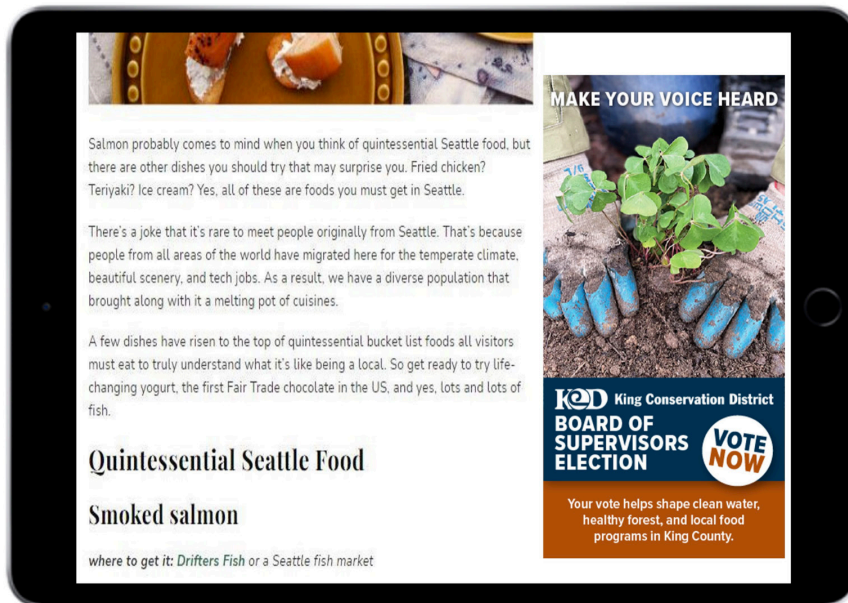 Salmon probably comes to mind when you think of quintessential Seattle food, but
there are other dishes you should try that may surprise you. Fried chicken?
Teriyaki? Ice cream? Yes, all of these are foods you must get in Seattle.
There's a joke that it's rare to meet people originally from Seattle. That's because
people from all areas of the world have migrated here for the temperate climate,
beautiful scenery, and tech jobs. As a result, we have a diverse population that
brought along with it a melting pot of cuisines.
A few dishes have risen to the top of quintessential bucket list foods all visitors
must eat to truly understand what it's like being a local. So get ready to try life-
changing yogurt, the first Fair Trade chocolate in the US, and yes, lots and lots of
fish.
Quintessential Seattle Food
Smoked salmon
where to get it: Drifters Fish or a Seattle fish market
MAKE YOUR VOICE HEARD
KCD King Conservation District
BOARD OF
SUPERVISORS
ELECTION
VOTE
NOW
Your vote helps shape clean water,
healthy forest, and local food
programs in King County.